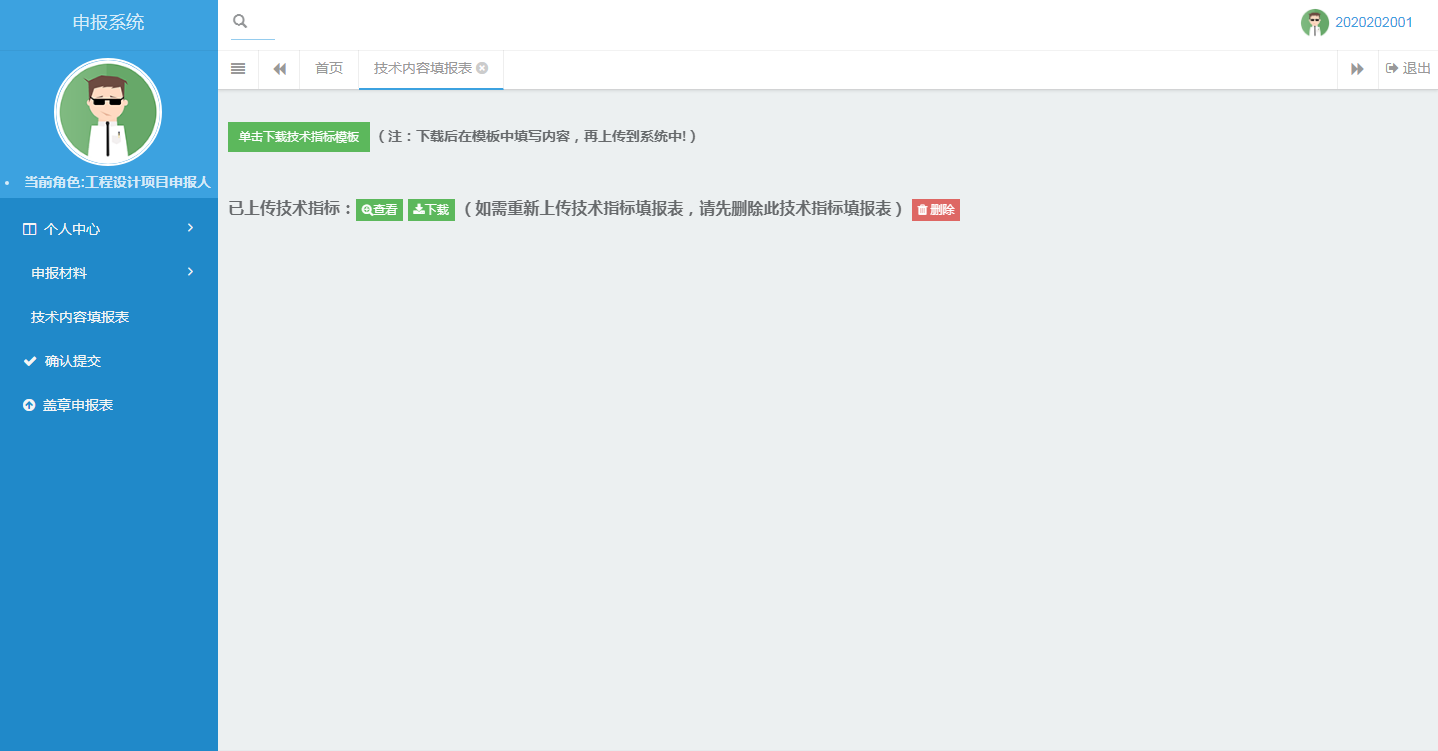 申报系统
2020202001
首页
技术内容填报表
退出
当前角色:工程设计项目申报人
个人中心
申报材料
技术内容填报表
确认提交
盖章申报表
单击下载技术指标模板 （注：下载后在模板中填写内容，再上传到系统中!）
已上传技术指标： 查看 下载 （如需重新上传技术指标填报表，请先删除此技术指标填报表） 删除